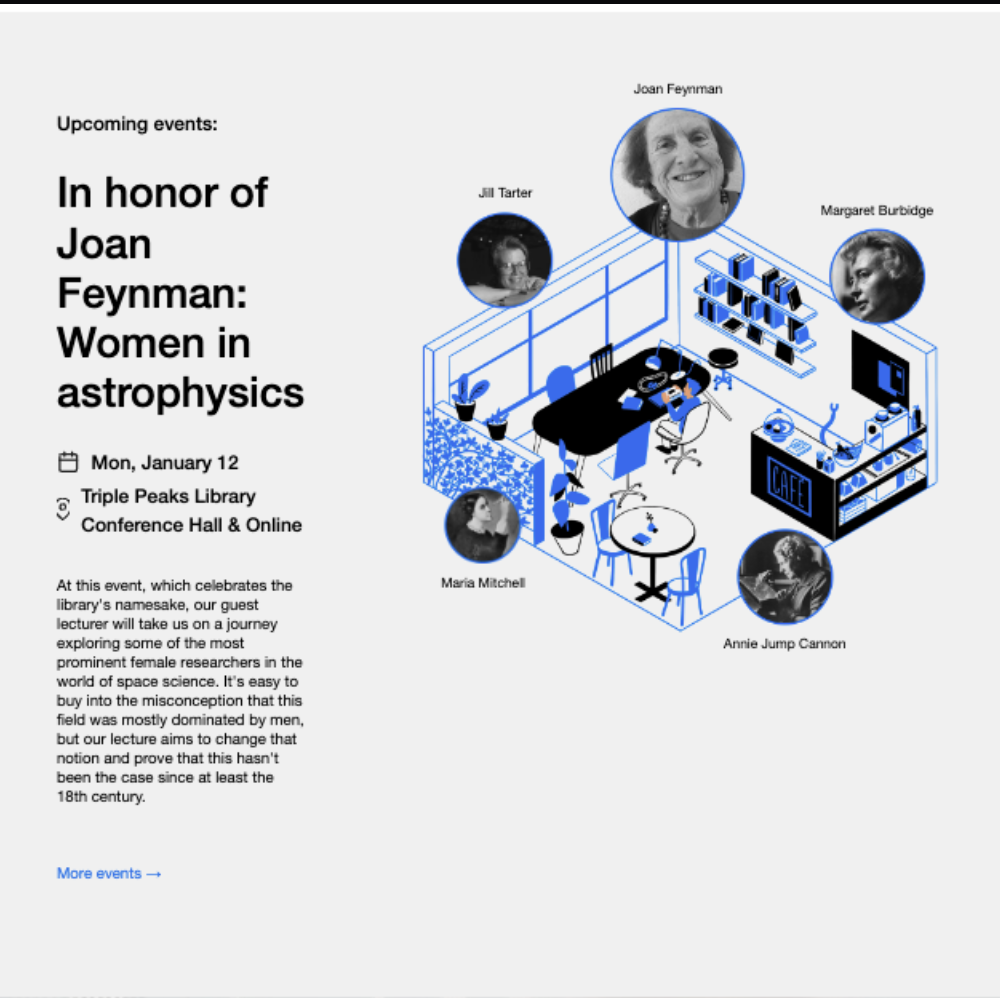 Upcoming events:
In honor of
Joan
Feynman:
Women in
astrophysics
Mon, January 12
Triple Peaks Library
Conference Hall & Online
At this event, which celebrates the
library's namesake, our guest
lecturer will take us on a journey
exploring some of the most
prominent female researchers in the
world of space science. It's easy to
buy into the misconception that this
field was mostly dominated by men,
but our lecture aims to change that
notion and prove that this hasn't
been the case since at least the
18th century.
More events →
Joan Feynman
Jill Tarter
Margaret Burbidge
CAFE
Maria Mitchell
Annie Jump Cannon